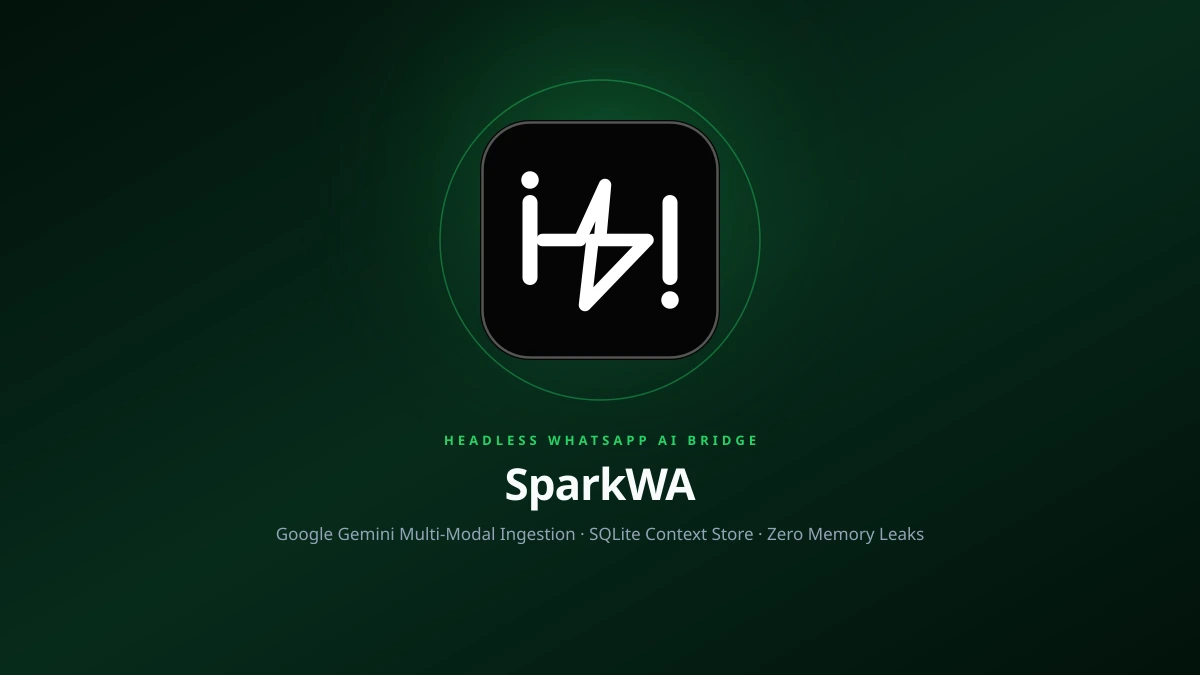 HEADLESS WHATSAPP AI BRIDGE
SparkWA
Google Gemini Multi-Modal Ingestion · SQLite Context Store · Zero Memory Leaks